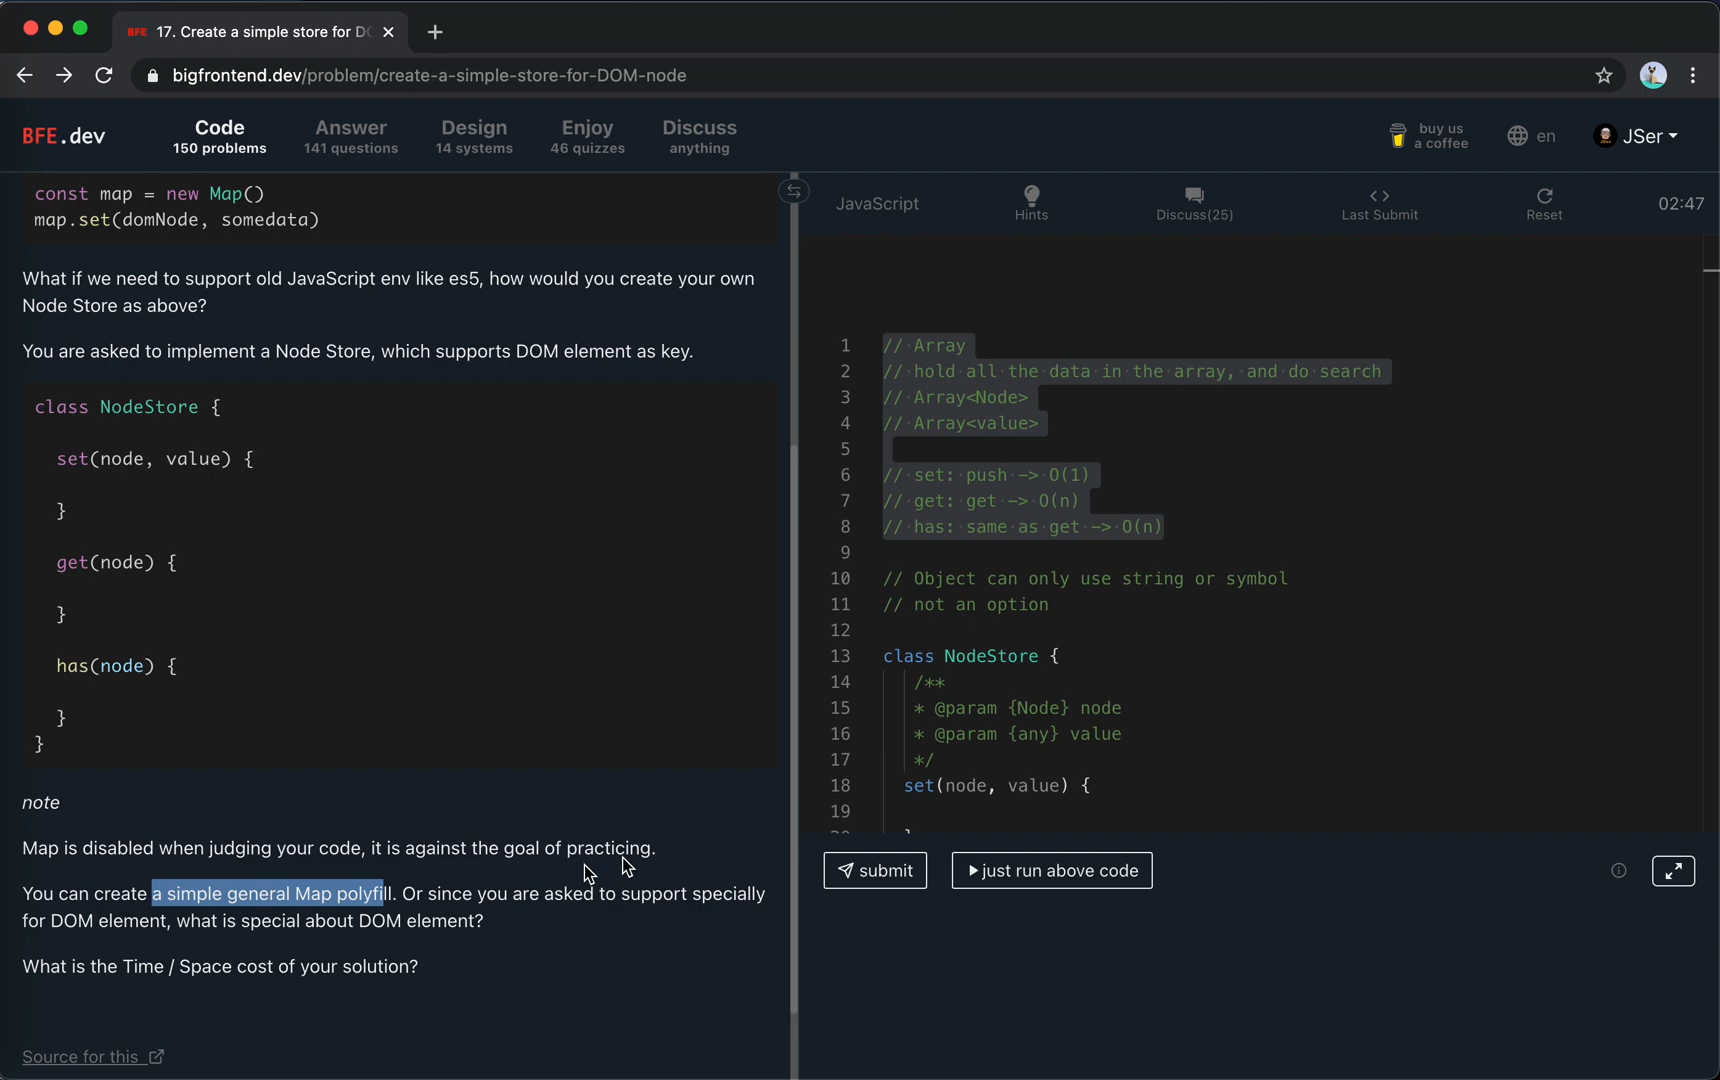 BFE 17. Create a simple store for DO
bigfrontend.dev/problem/create-a-simple-store-for-DOM-node
BFE.dev
Code
150 problems
Answer
141 questions
Design
14 systems
Enjoy
46 quizzes
Discuss
anything
buy us
a coffee
en
JSer
const map = new Map()
map.set(domNode, somedata)
What if we need to support old JavaScript env like es5, how would you create your own
Node Store as above?
You are asked to implement a Node Store, which supports DOM element as key.
class NodeStore {
set(node, value) {
}
get(node) {
}
has(node) {
}
}
note
Map is disabled when judging your code, it is against the goal of practicing.
You can create a simple general Map polyfill. Or since you are asked to support specially
for DOM element, what is special about DOM element?
What is the Time / Space cost of your solution?
Source for this
JavaScript
Hints
Discuss(25)
Last Submit
Reset
02:47
1 // Array
2 // hold all the data in the array, and do search
3 // Array<Node>
4 // Array<value>
5
6 // set: push -> O(1)
7 // get: get -> O(n)
8 // has: same as get -> O(n)
9
10 // Object can only use string or symbol
11 // not an option
12
13 class NodeStore {
14 /**
15 * @param {Node} node
16 * @param {any} value
17 */
18 set(node, value) {
19
submit
just run above code